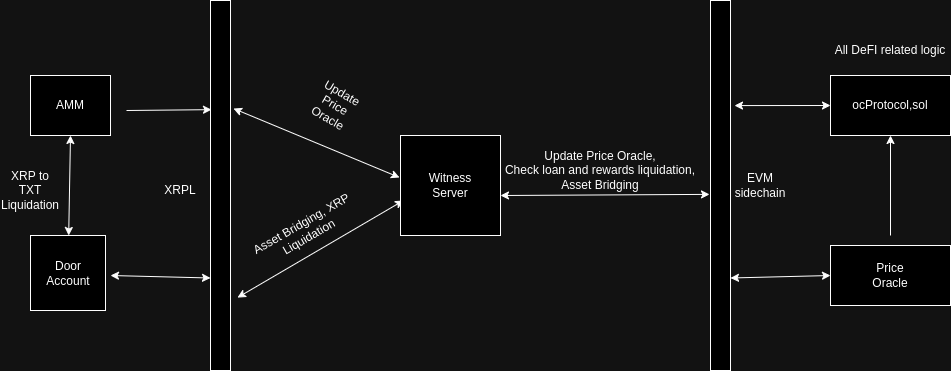 All DeFI related logic
AMM
ocProtocol,sol
Update
Price
Oracle
XRP to
TXT
Liquidation
XRPL
Witness
Server
Update Price Oracle,
Check loan and rewards liquidation,
Asset Bridging
EVM
sidechain
Asset Bridging, XRP
Liquidation
Door
Account
Price
Oracle